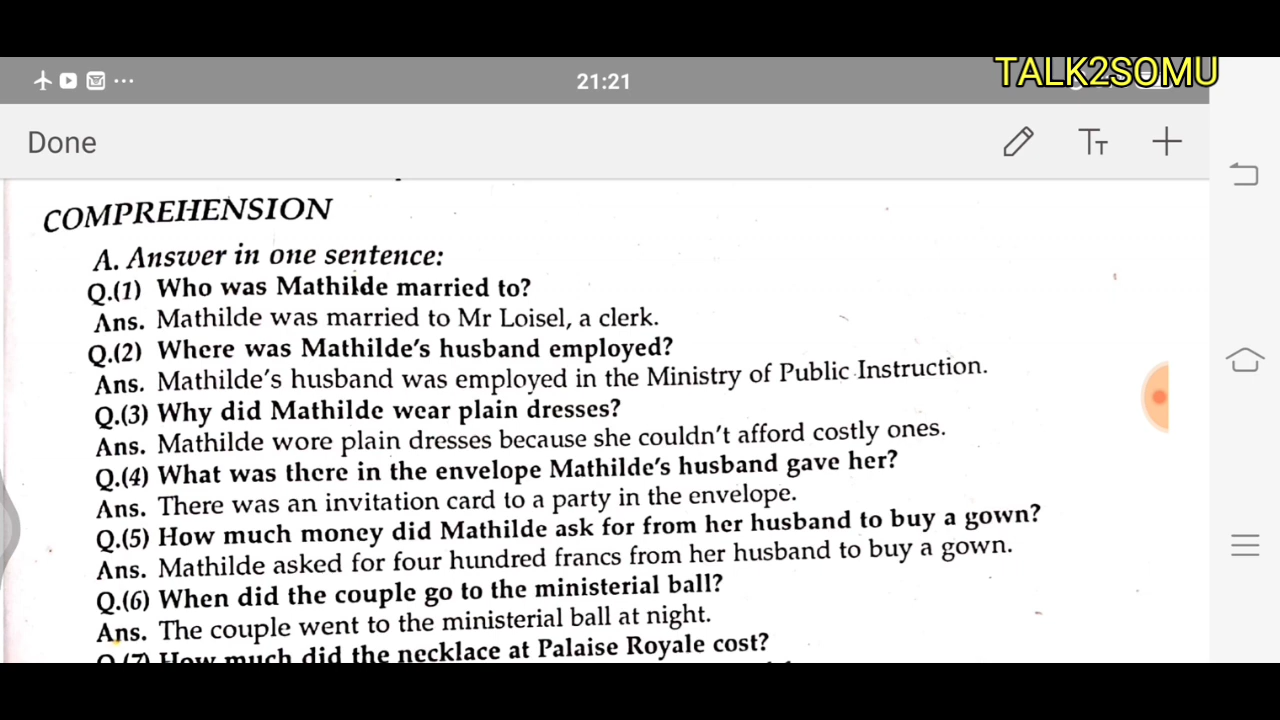 TALK2SOMU
21:21
Done
COMPREHENSION
A. Answer in one sentence:
Q.(1) Who was Mathilde married to?
Ans. Mathilde was married to Mr Loisel, a clerk.
Q.(2) Where was Mathilde's husband employed?
Ans. Mathilde's husband was employed in the Ministry of Public Instruction.
Q.(3) Why did Mathilde wear plain dresses?
Ans. Mathilde wore plain dresses because she couldn't afford costly ones.
Q.(4) What was there in the envelope Mathilde's husband gave her?
Ans. There was an invitation card to a party in the envelope.
Q.(5) How much money did Mathilde ask for from her husband to buy a gown?
Ans. Mathilde asked for four hundred francs from her husband to buy a gown.
Q.(6) When did the couple go to the ministerial ball?
Ans. The couple went to the ministerial ball at night.
Q.(7) How much did the necklace at Palaise Royale cost?